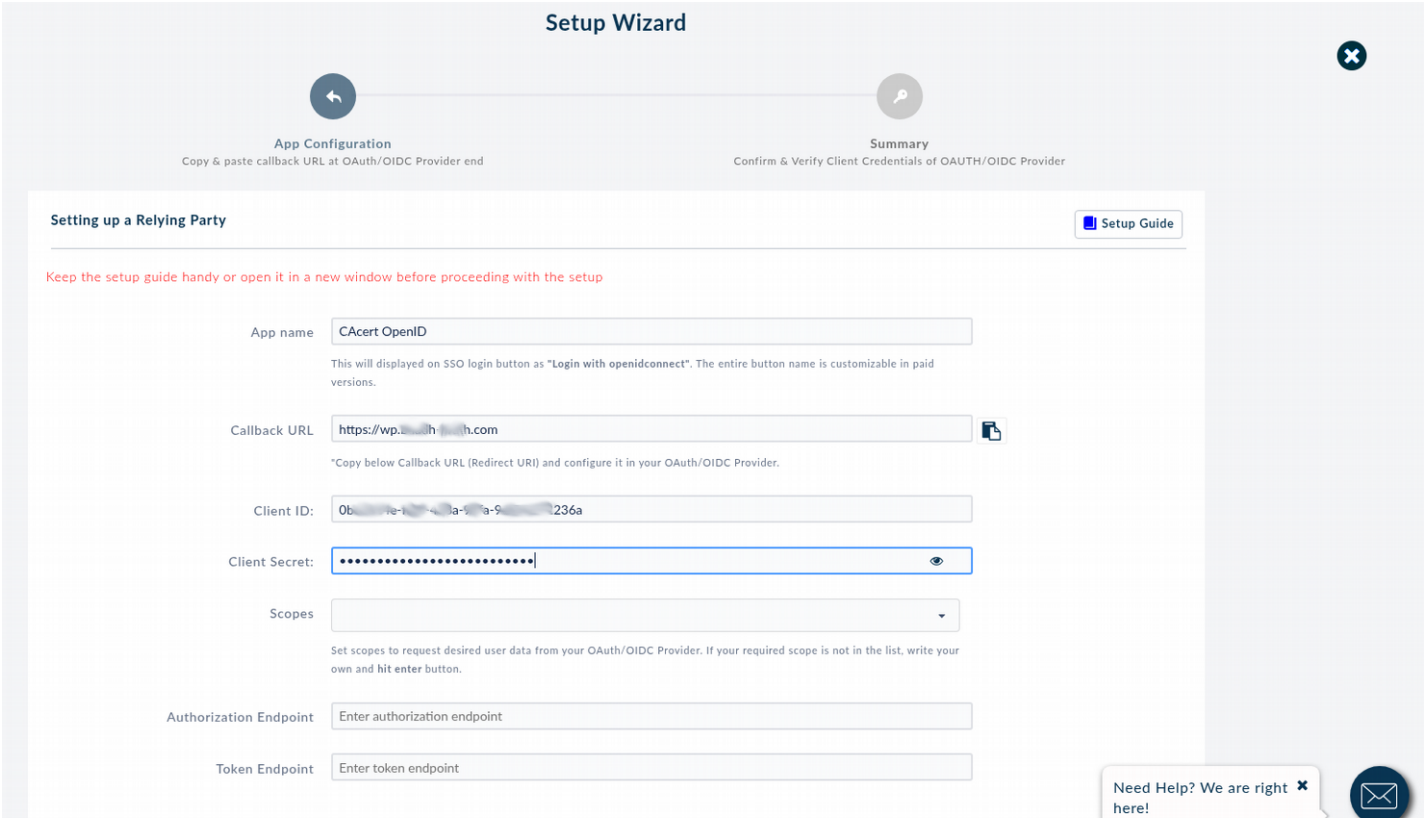 Setup Wizard
App Configuration
Copy & paste callback URL at OAuth/OIDC Provider end
Summary
Confirm & Verify Client Credentials of OAUTH/OIDC Provider
Setting up a Relying Party
Setup Guide
Keep the setup guide handy or open it in a new window before proceeding with the setup
App name
CAcert OpenID
This will displayed on SSO login button as "Login with openidconnect". The entire button name is customizable in paid
versions.
Callback URL
https://wp. h- h.com
"Copy below Callback URL (Redirect URI) and configure it in your OAuth/OIDC Provider.
Client ID:
236a
Client Secret:
••••••••••••••••••••••••••
Scopes
Set scopes to request desired user data from your OAuth/OIDC Provider. If your required scope is not in the list, write your
own and hit enter button.
Authorization Endpoint
Enter authorization endpoint
Token Endpoint
Enter token endpoint
Need Help? We are right
here!